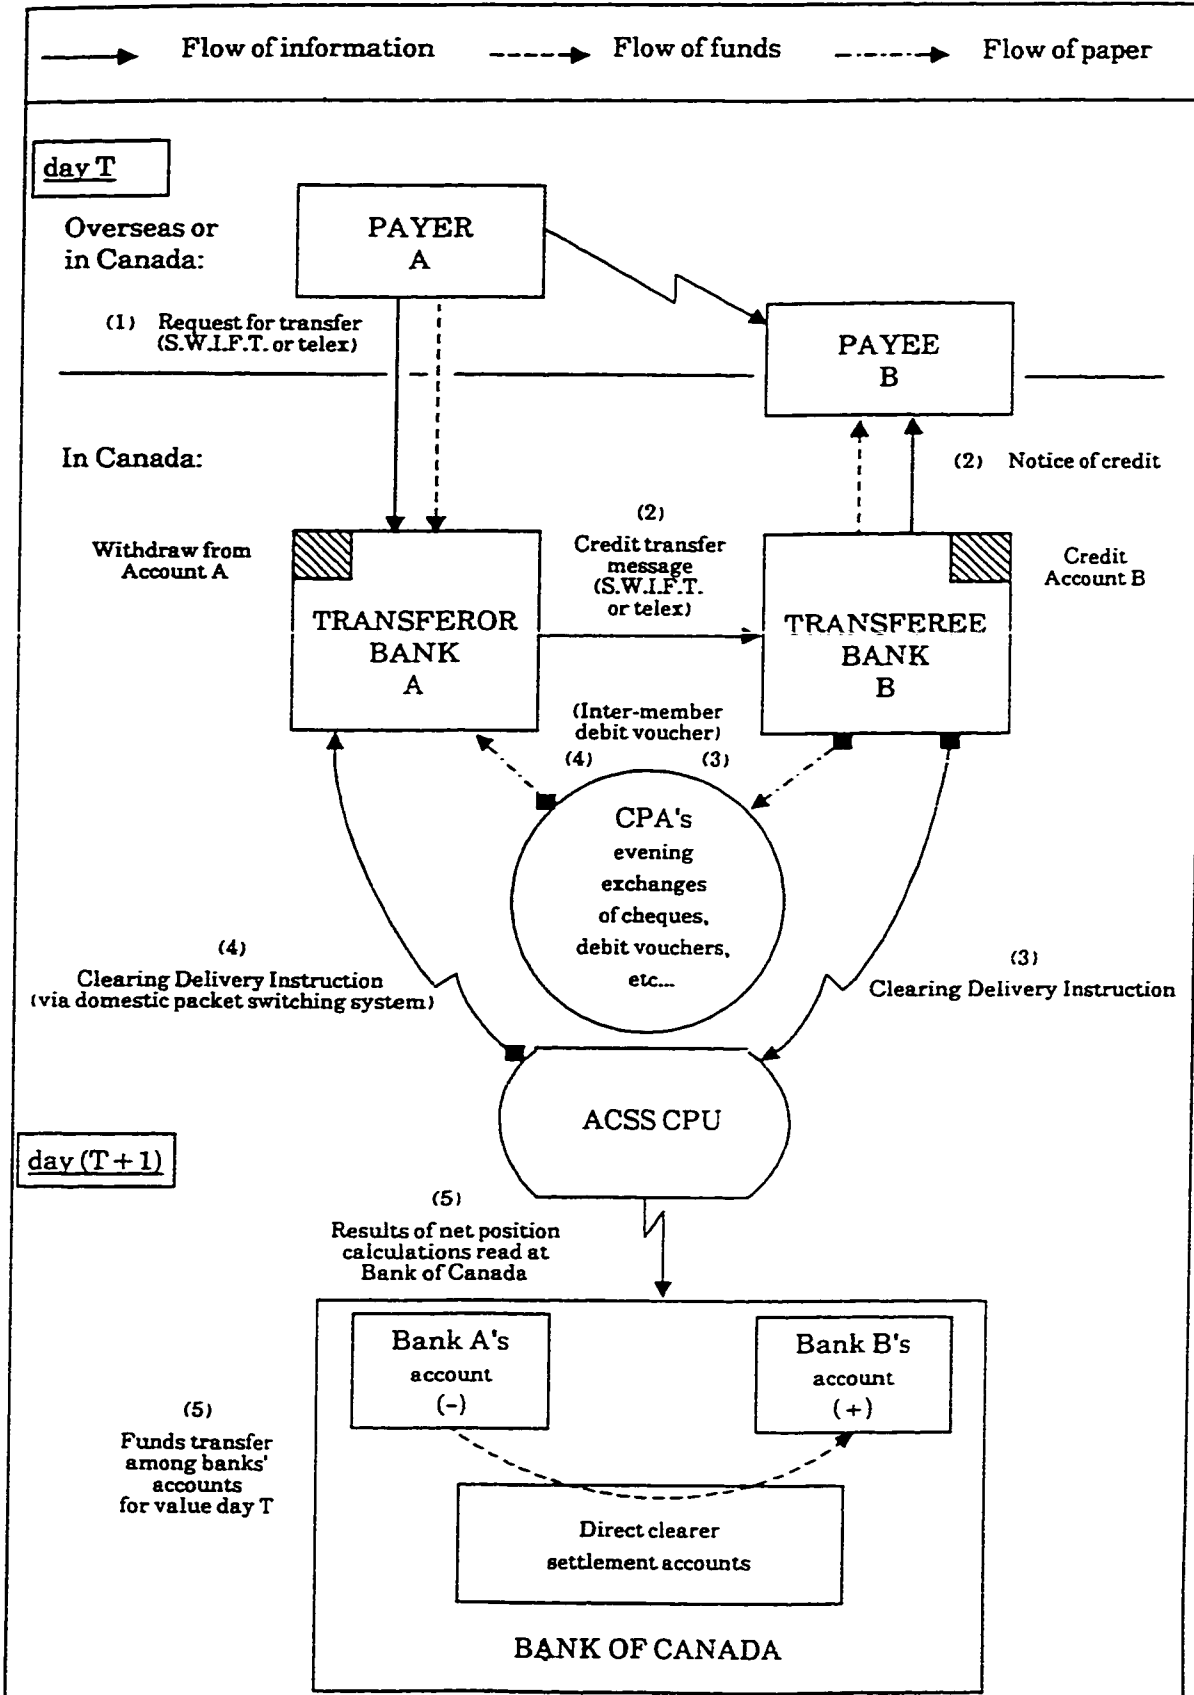 Flow of information
Flow of funds
Flow of paper
day T
Overseas or
in Canada:
PAYER
A
(1) Request for transfer
(S.W.I.F.T. or telex)
PAYEE
B
In Canada:
(2) Notice of credit
Withdraw from
Account A
(2)
Credit transfer
message
(S.W.I.F.T.
or telex)
Credit
Account B
TRANSFEROR
BANK
A
TRANSFEREE
BANK
B
(Inter-member
debit voucher)
(4)
(3)
CPA's
evening
exchanges
of cheques,
debit vouchers,
etc...
(4)
Clearing Delivery Instruction
(via domestic packet switching system)
(3)
Clearing Delivery Instruction
ACSS CPU
day (T+1)
(5)
Results of net position
calculations read at
Bank of Canada
Bank A's
account
(-)
Bank B's
account
(+)
(5)
Funds transfer
among banks'
accounts
for value day T
Direct clearer
settlement accounts
BANK OF CANADA